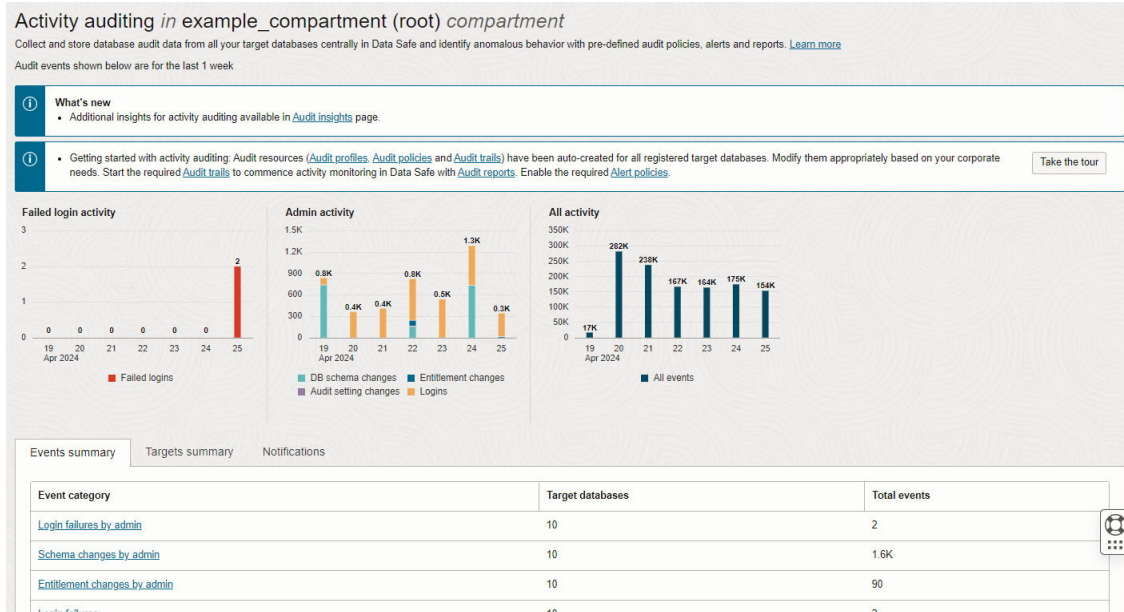 Activity auditing in example_compartment (root) compartment
Collect and store database audit data from all your target databases centrally in Data Safe and identify anomalous behavior with pre-defined audit policies, alerts and reports. Learn more
Audit events shown below are for the last 1 week
What's new
• Additional insights for activity auditing available in Audit insights page.
• Getting started with activity auditing: Audit resources (Audit profiles, Audit policies and Audit trails) have been auto-created for all registered target databases. Modify them appropriately based on your corporate
needs. Start the required Audit trails to commence activity monitoring in Data Safe with Audit reports. Enable the required Alert policies.
Take the tour
Failed login activity
3
2
1
0
0 0 0 0 0 0 2
19 20 21 22 23 24 25
Apr 2024
Failed logins
Admin activity
1.5K
1.2K
900
600
300
0
0.8K 0.4K 0.4K 0.8K 0.5K 1.3K 0.3K
19 20 21 22 23 24 25
Apr 2024
DB schema changes Entitlement changes
Audit setting changes Logins
All activity
350K
300K
250K
200K
150K
100K
50K
0
17K 282K 238K 167K 164K 175K 154K
19 20 21 22 23 24 25
Apr 2024
All events
Events summary Targets summary Notifications
Event category Target databases Total events
Login failures by admin 10 2
Schema changes by admin 10 1.6K
Entitlement changes by admin 10 90